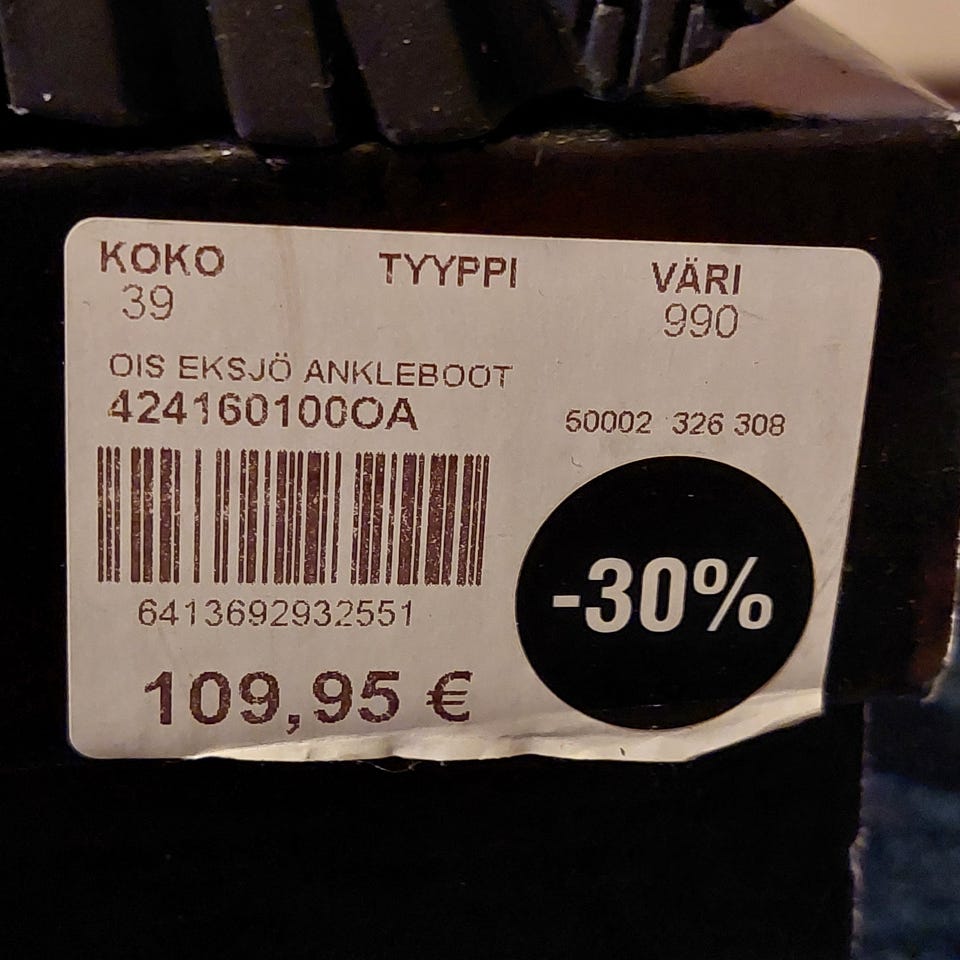 KOKO TYYPPI VÄRI
39 990
OIS EKSJÖ ANKLEBOOT
424160100OA 50002 326 308
6413692932551
-30%
109,95 €